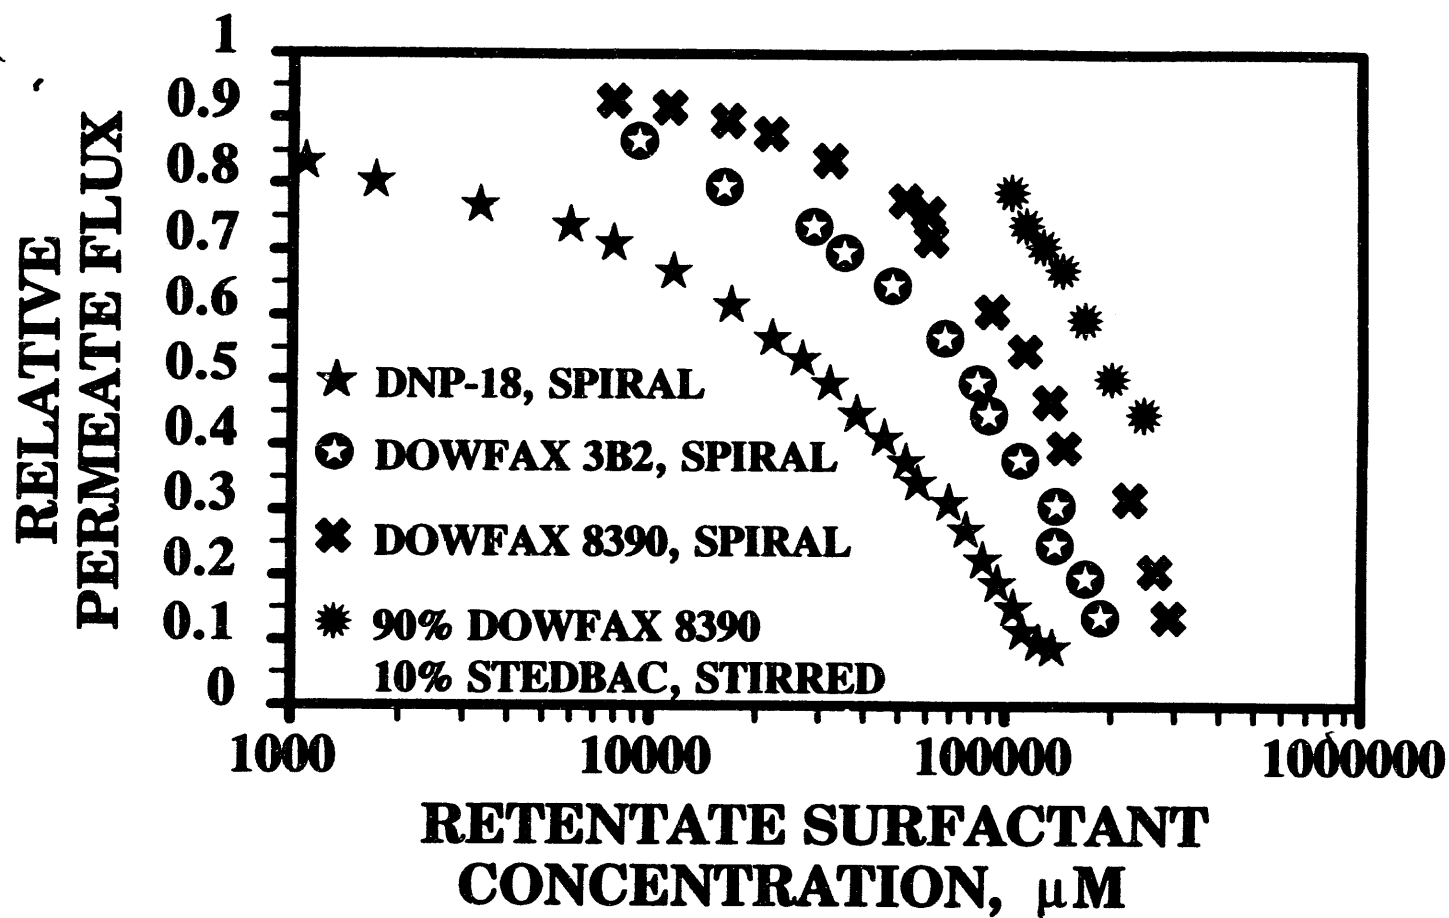 1
0.9
0.8
0.7
0.6
0.5
0.4
0.3
0.2
0.1
0
RELATIVE
PERMEATE FLUX
DNP-18, SPIRAL
DOWFAX 3B2, SPIRAL
DOWFAX 8390, SPIRAL
90% DOWFAX 8390
10% STEDBAC, STIRRED
1000 10000 100000 1000000
RETENTATE SURFACTANT
CONCENTRATION, μM